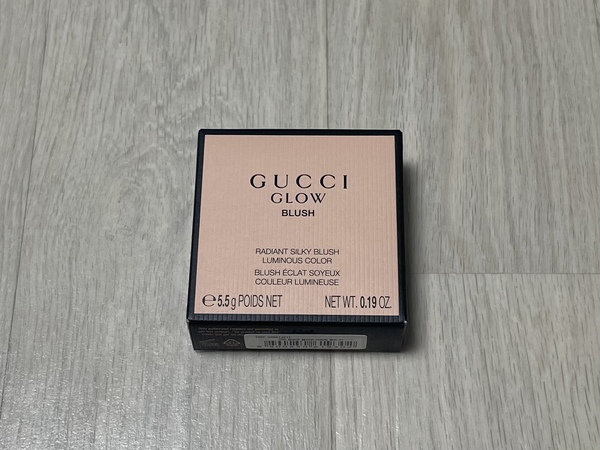 GUCCI
GLOW
BLUSH
RADIANT SILKY BLUSH
LUMINOUS COLOR
BLUSH ÉCLAT SOYEUX
COULEUR LUMINEUSE
℮ 5.5 g POIDS NET NET WT. 0.19 OZ.